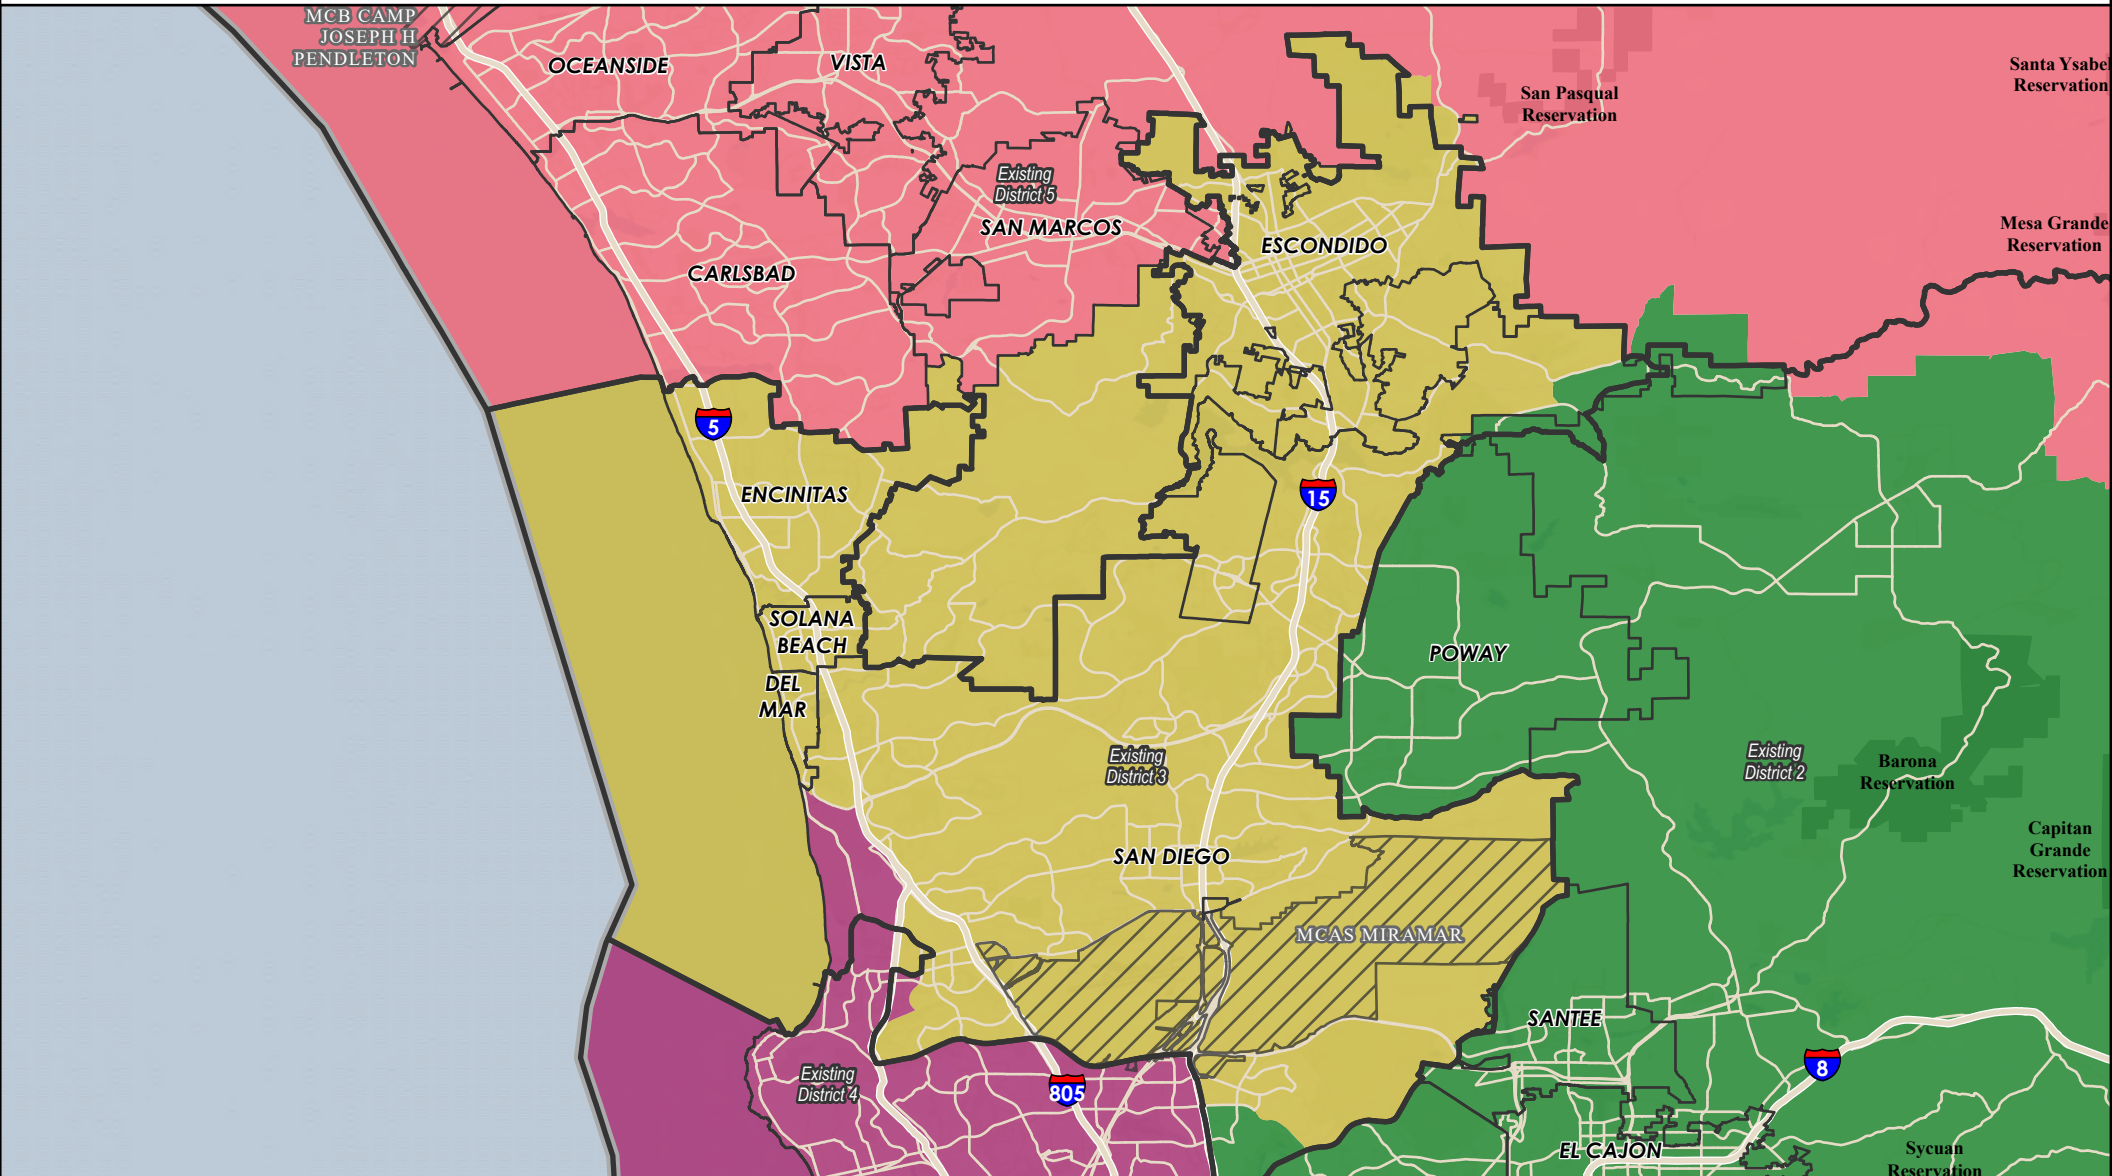 MCB CAMP
JOSEPH H
PENDLETON
OCEANSIDE
VISTA
Santa Ysabel
Reservation
San Pasqual
Reservation
Existing
District 5
SAN MARCOS
ESCONDIDO
Mesa Grande
Reservation
CARLSBAD
5
ENCINITAS
15
SOLANA
BEACH
DEL
MAR
POWAY
Existing
District 3
Existing
District 2
Barona
Reservation
SAN DIEGO
Capitan
Grande
Reservation
MCAS MIRAMAR
SANTEE
Existing
District 4
805
8
EL CAJON
Sycuan
Reservation